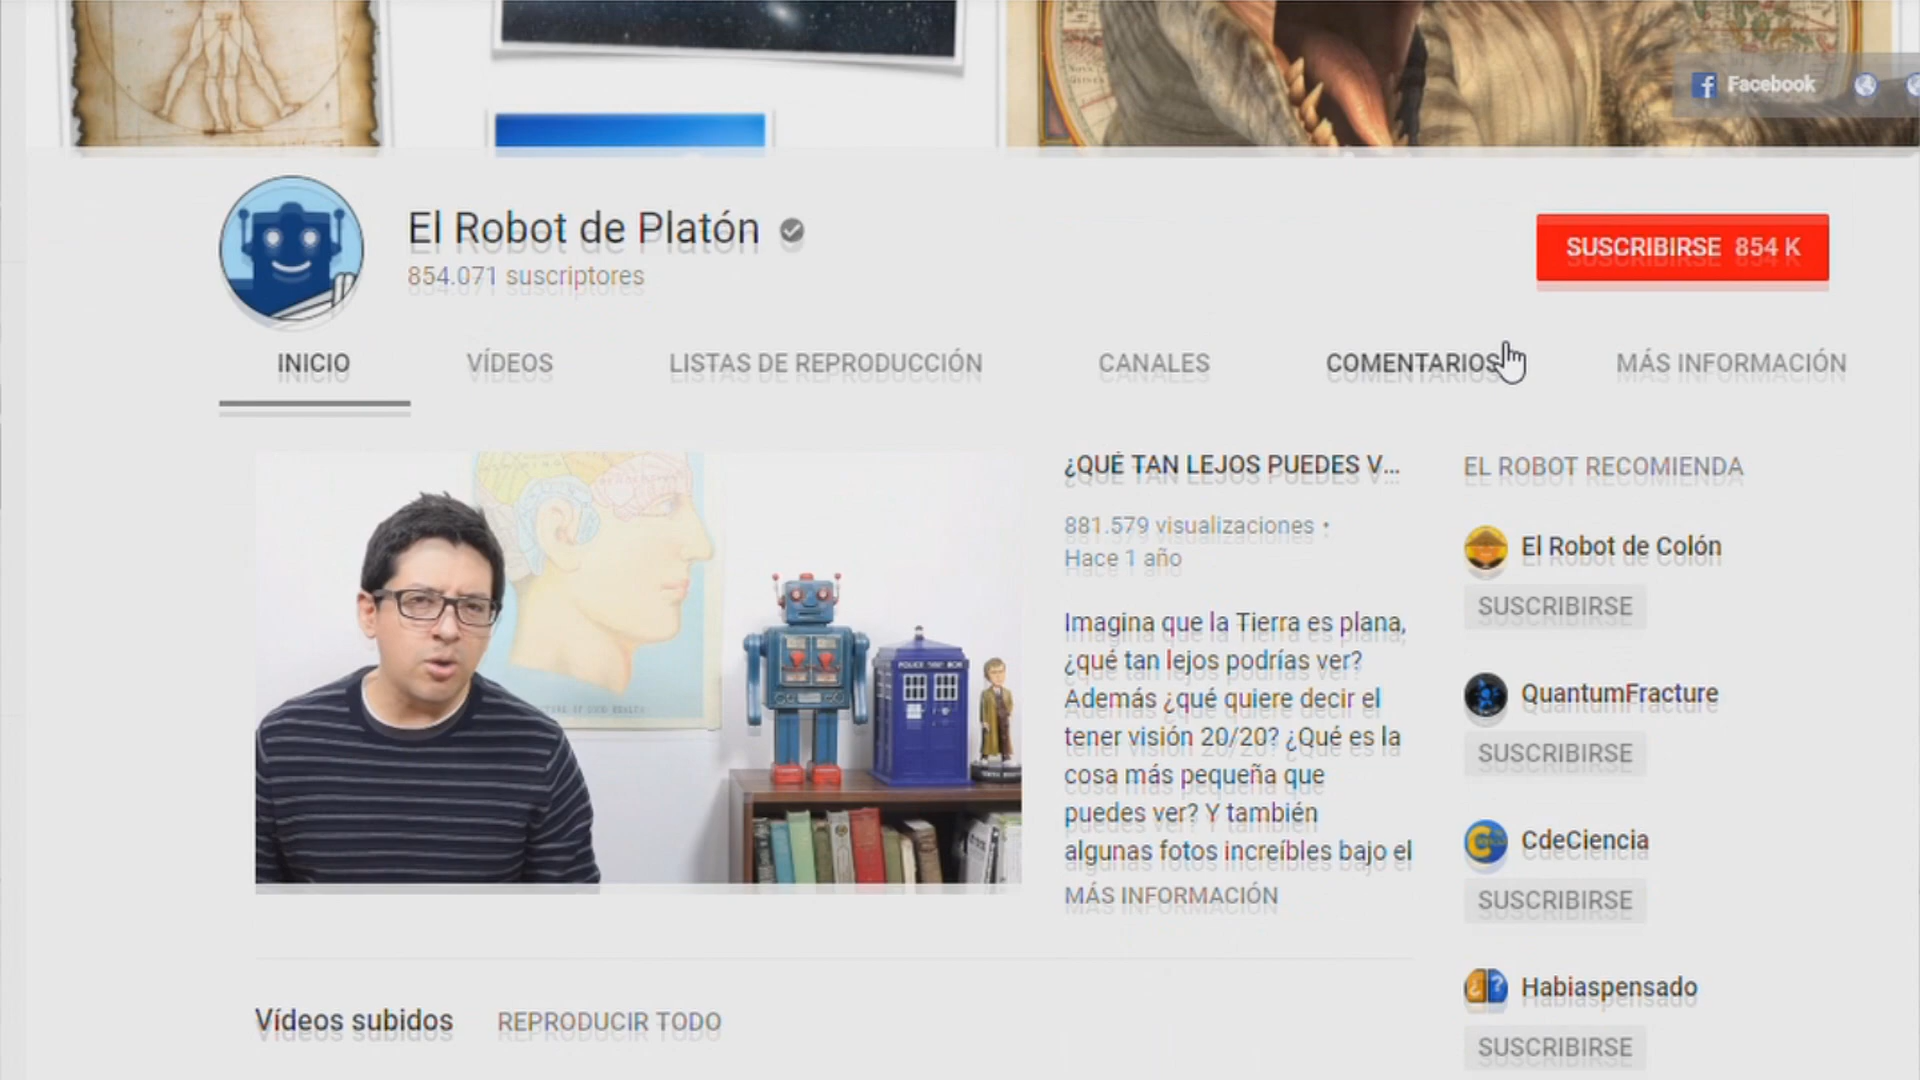 Facebook
El Robot de Platón
854.071 suscriptores
SUSCRIBIRSE 854 K
INICIO
VÍDEOS
LISTAS DE REPRODUCCIÓN
CANALES
COMENTARIOS
MÁS INFORMACIÓN
POLICE BOX
¿QUÉ TAN LEJOS PUEDES V...
881.579 visualizaciones •
Hace 1 año
Imagina que la Tierra es plana,
¿qué tan lejos podrías ver?
Además ¿qué quiere decir el
tener visión 20/20? ¿Qué es la
cosa más pequeña que
puedes ver? Y también
algunas fotos increíbles bajo el
MÁS INFORMACIÓN
EL ROBOT RECOMIENDA
El Robot de Colón
SUSCRIBIRSE
QuantumFracture
SUSCRIBIRSE
CdeCiencia
SUSCRIBIRSE
Habiaspensado
SUSCRIBIRSE
Vídeos subidos
REPRODUCIR TODO